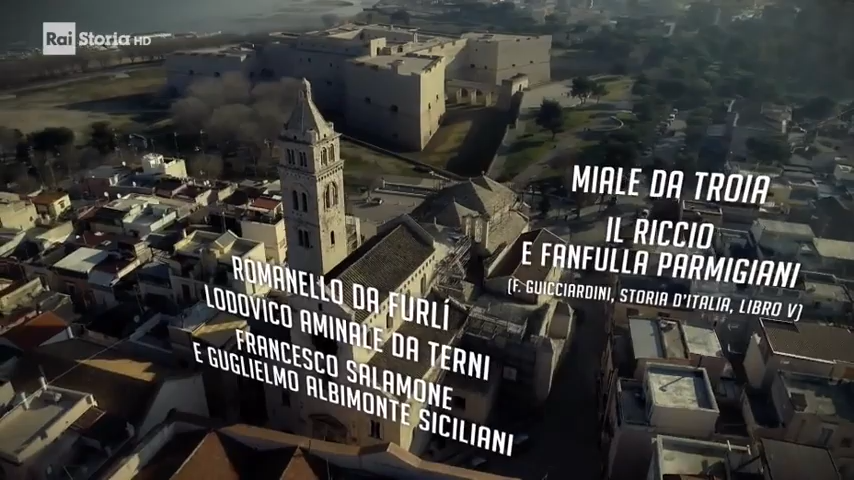 Rai Storia HD
MIALE DA TROIA
IL RICCIO
E FANFULLA PARMIGIANI
(F. GUICCIARDINI, STORIA D'ITALIA, LIBRO V)
ROMANELLO DA FURLÍ
LODOVICO AMINALE DA TERNI
FRANCESCO SALAMONE
E GUGLIELMO ALBIMONTE SICILIANI